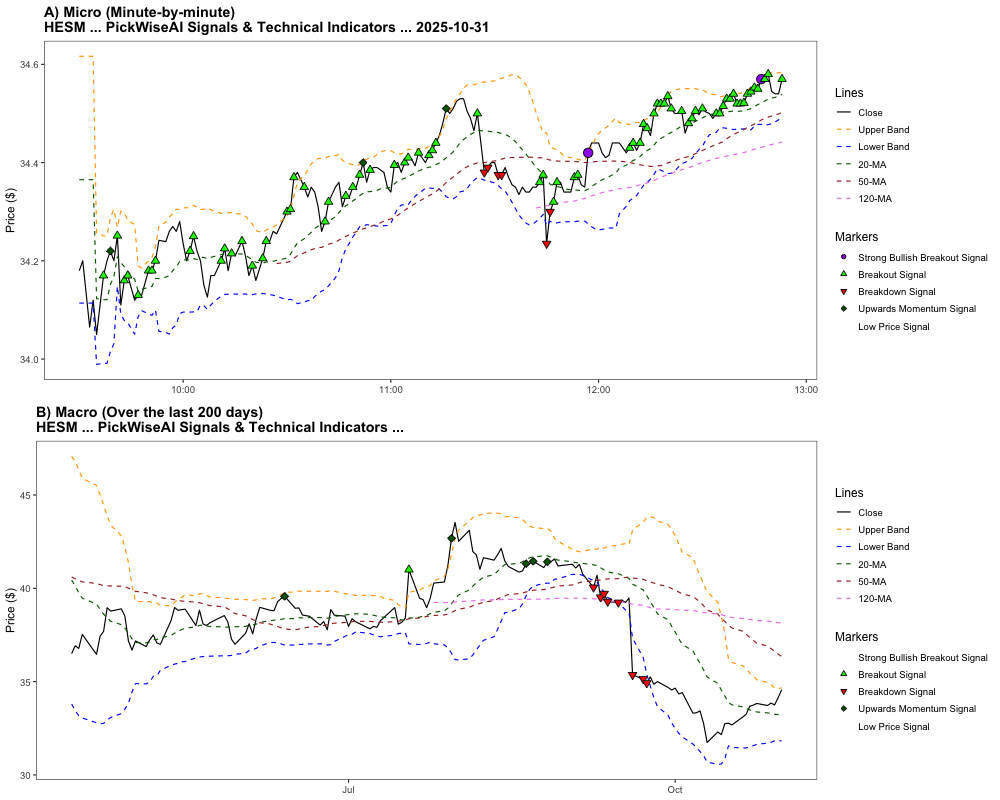 A) Micro (Minute-by-minute)
HESM ... PickWiseAI Signals & Technical Indicators ... 2025-10-31
Price ($)
34.6
34.4
34.2
34.0
10:00
11:00
12:00
13:00
Lines
Close
Upper Band
Lower Band
20-MA
50-MA
120-MA
Markers
Strong Bullish Breakout Signal
Breakout Signal
Breakdown Signal
Upwards Momentum Signal
Low Price Signal
B) Macro (Over the last 200 days)
HESM ... PickWiseAI Signals & Technical Indicators ...
Price ($)
45
40
35
30
Jul
Oct
Lines
Close
Upper Band
Lower Band
20-MA
50-MA
120-MA
Markers
Strong Bullish Breakout Signal
Breakout Signal
Breakdown Signal
Upwards Momentum Signal
Low Price Signal